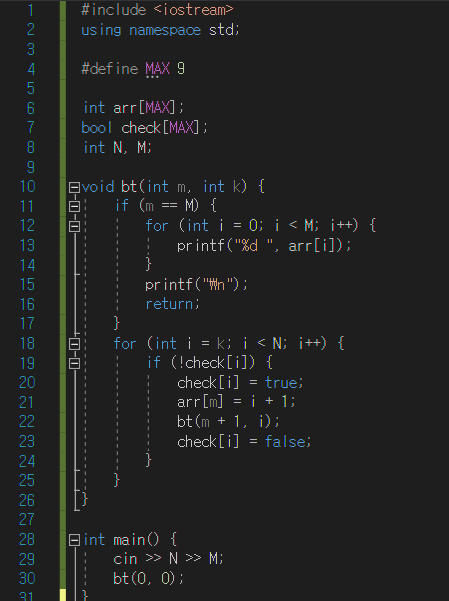 1 #include <iostream>
2 using namespace std;
3
4 #define MAX 9
5
6 int arr[MAX];
7 bool check[MAX];
8 int N, M;
9
10 void bt(int m, int k) {
11 if (m == M) {
12 for (int i = 0; i < M; i++) {
13 printf("%d ", arr[i]);
14 }
15 printf("₩n");
16 return;
17 }
18 for (int i = k; i < N; i++) {
19 if (!check[i]) {
20 check[i] = true;
21 arr[m] = i + 1;
22 bt(m + 1, i);
23 check[i] = false;
24 }
25 }
26 }
27
28 int main() {
29 cin >> N >> M;
30 bt(0, 0);
31 }